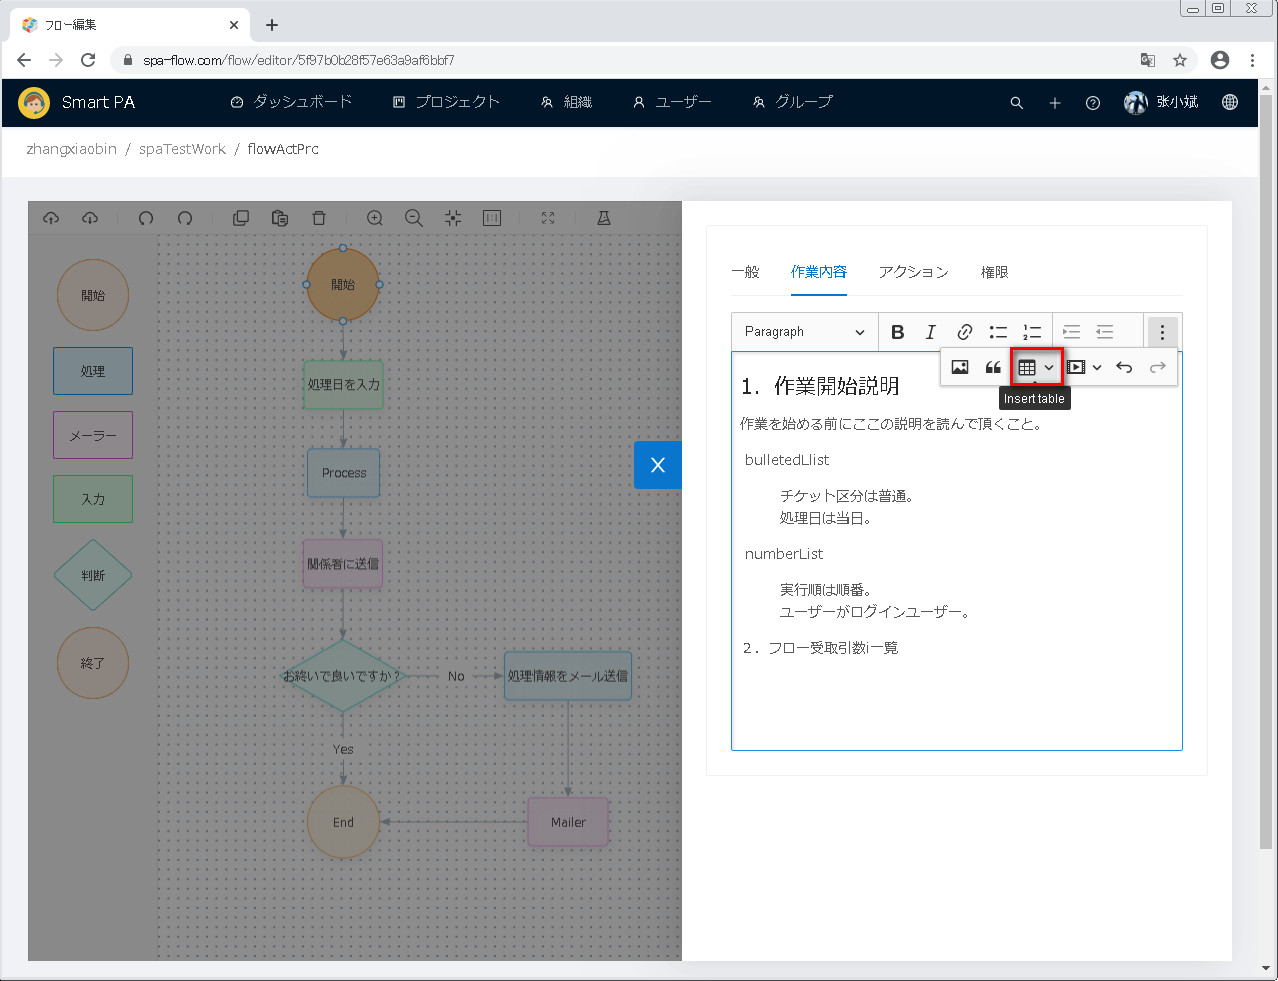 フロー編集
spa-flow.com/flow/editor/5f97b0b28f57e63a9af6bbf7
Smart PA
ダッシュボード
プロジェクト
組織
ユーザー
グループ
张小斌
zhangxiaobin / spaTestWork / flowActPrc
開始
処理
メーラー
入力
判断
終了
開始
処理日を入力
Process
関係者に送信
お終いで良いですか？
No
処理情報をメール送信
Yes
End
Mailer
X
一般
作業内容
アクション
権限
Paragraph
B
I
Insert table
1. 作業開始説明
作業を始める前にここの説明を読んで頂くこと。
bulletedLlist
チケット区分は普通。
処理日は当日。
numberList
実行順は順番。
ユーザーがログインユーザー。
２．フロー受取引数i一覧